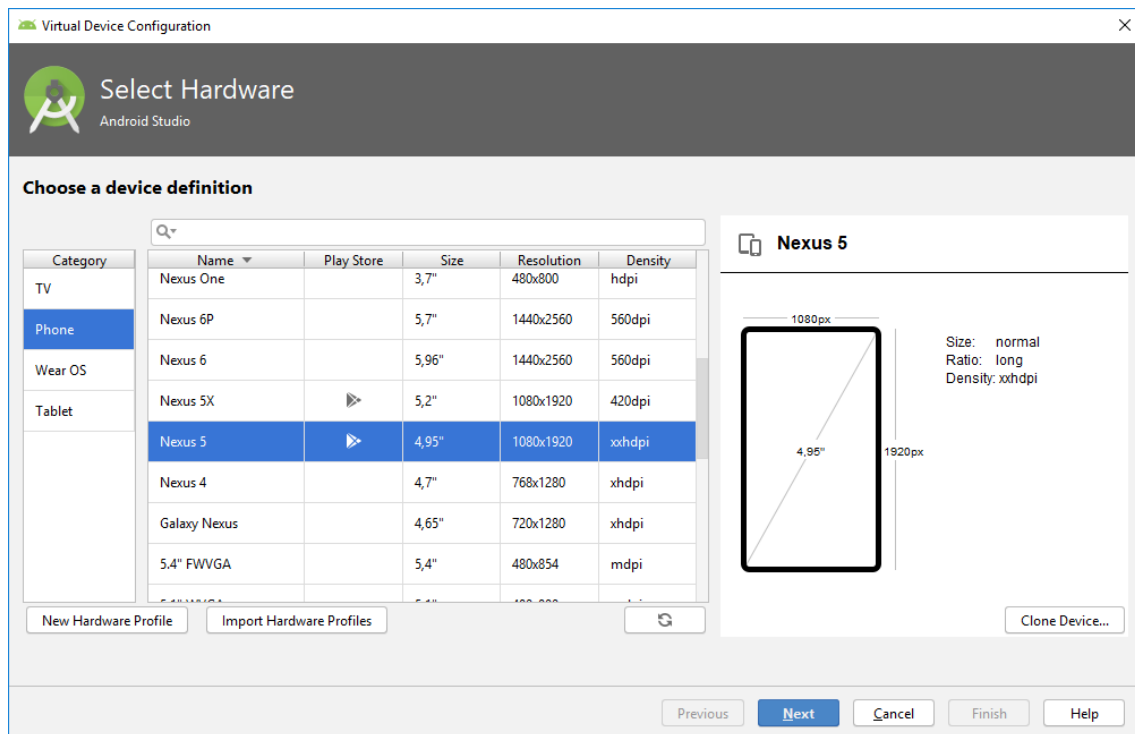 Virtual Device Configuration
Select Hardware
Android Studio
Choose a device definition
Category
TV
Phone
Wear OS
Tablet
Name Play Store Size Resolution Density
Nexus One 3,7" 480x800 hdpi
Nexus 6P 5,7" 1440x2560 560dpi
Nexus 6 5,96" 1440x2560 560dpi
Nexus 5X 5,2" 1080x1920 420dpi
Nexus 5 4,95" 1080x1920 xxhdpi
Nexus 4 4,7" 768x1280 xhdpi
Galaxy Nexus 4,65" 720x1280 xhdpi
5.4" FWVGA 5,4" 480x854 mdpi
New Hardware Profile Import Hardware Profiles
Nexus 5
1080px
4,95"
1920px
Size: normal
Ratio: long
Density: xxhdpi
Clone Device...
Previous Next Cancel Finish Help